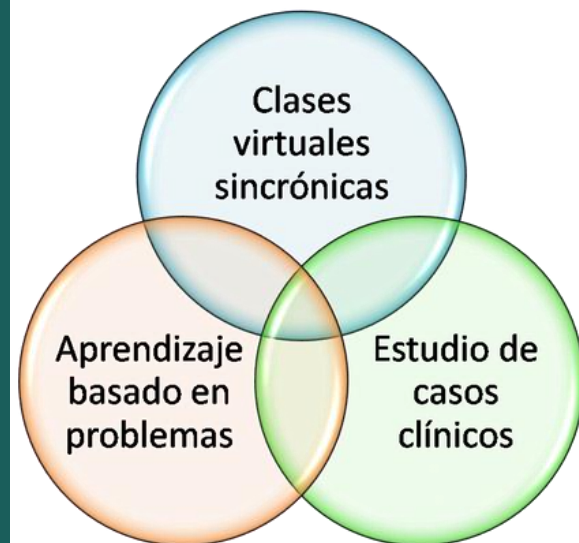 Clases
virtuales
sincrónicas
Aprendizaje
basado en
problemas
Estudio de
casos
clínicos